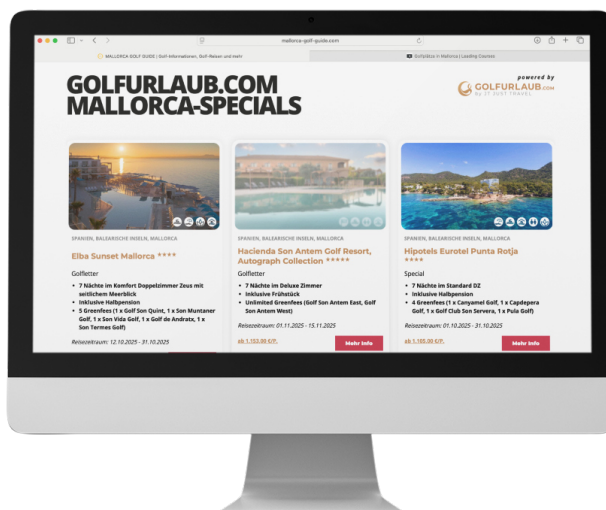 mallorca-golf-guide.com
MALLORCA GOLF GUIDE | Golf-Informationen, Golf-Reisen und mehr
Golfplätze in Mallorca | Leading Courses
GOLFURLAUB.COM
MALLORCA-SPECIALS
powered by
GOLFURLAUB.COM
by IT JUST TRAVEL
SPANIEN, BALEARISCHE INSELN, MALLORCA
Elba Sunset Mallorca ****
Golfletter
• 7 Nächte im Komfort Doppelzimmer Zeus mit
seitlichem Meerblick
• Inklusive Halbpension
• 5 Greenfees (1 x Golf Son Quint, 1 x Son Muntaner
Golf, 1 x Son Vida Golf, 1 x Golf de Andratx, 1 x
Son Termes Golf)
Reisezeitraum: 12.10.2025 - 31.10.2025
SPANIEN, BALEARISCHE INSELN, MALLORCA
Hacienda Son Antem Golf Resort,
Autograph Collection *****
Golfletter
• 7 Nächte im Deluxe Zimmer
• Inklusive Frühstück
• Unlimited Greenfees (Golf Son Antem East, Golf
Son Antem West)
Reisezeitraum: 01.11.2025 - 15.11.2025
ab 1.153,00 €/P.
Mehr Info
SPANIEN, BALEARISCHE INSELN, MALLORCA
Hipotels Eurotel Punta Rotja
****
Special
• 7 Nächte im Standard DZ
• Inklusive Halbpension
• 4 Greenfees (1 x Canyamel Golf, 1 x Capdepera
Golf, 1 x Golf Club Son Servera, 1 x Pula Golf)
Reisezeitraum: 01.10.2025 - 31.10.2025
ab 1.185,00 €/P.
Mehr Info